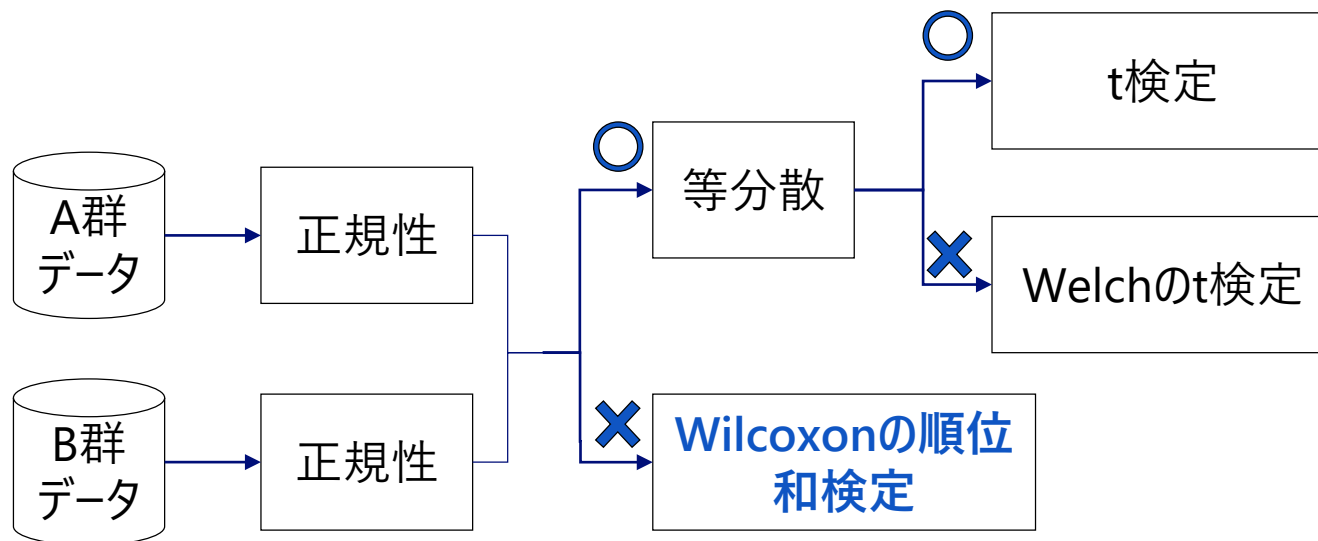 t検定
等分散
A群
データ
正規性
Welchのt検定
B群
データ
正規性
Wilcoxonの順位
和検定